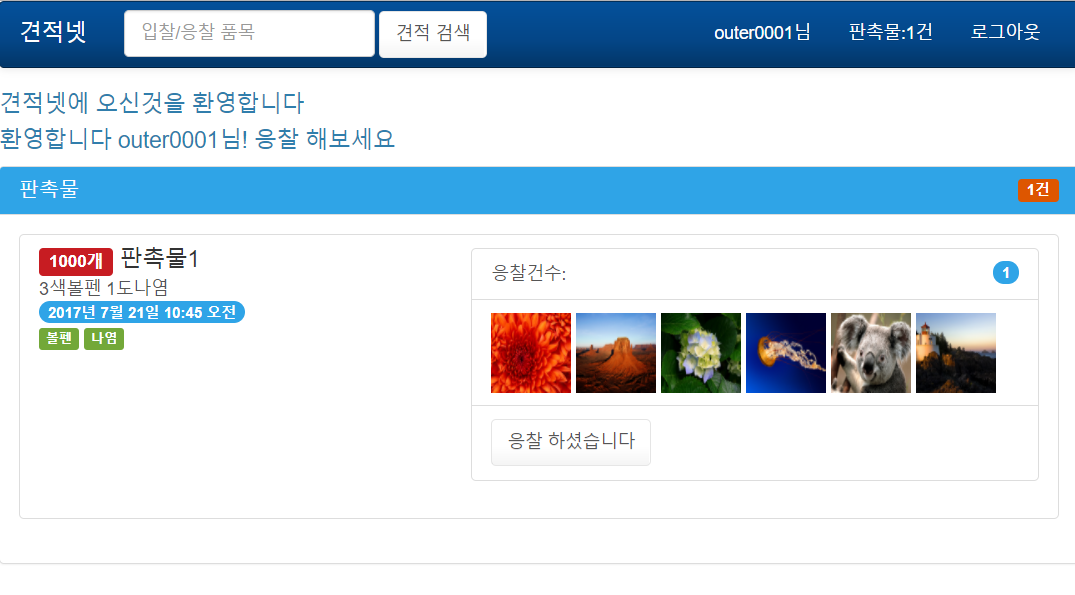 견적넷 입찰/응찰 품목 견적 검색 outer0001님 판촉물:1건 로그아웃
견적넷에 오신것을 환영합니다
환영합니다 outer0001님! 응찰 해보세요
판촉물 1건
1000개 판촉물1
3색볼펜 1도나염
2017년 7월 21일 10:45 오전
볼펜 나염
응찰건수: 1
응찰 하셨습니다